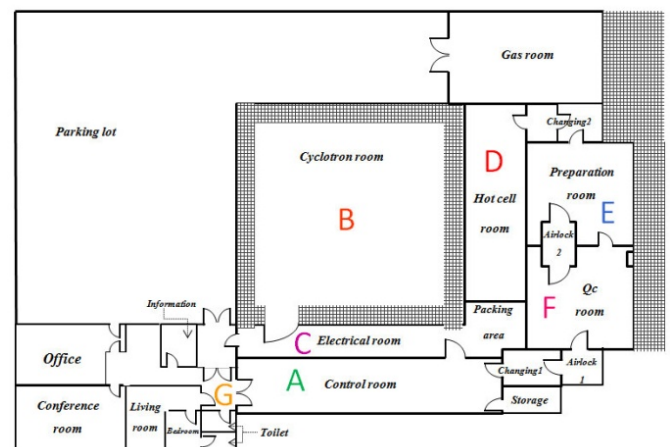 Gas room
Parking lot
Changing2
Cyclotron room
D
Preparation
room
Hot cell
room
E
B
Airlock
2
Information
F
Qc
room
Packing
area
C
Electrical room
Office
A
Control room
Changing1
Airlock
1
G
Storage
Conference
room
Living
room
Bedroom
Toilet